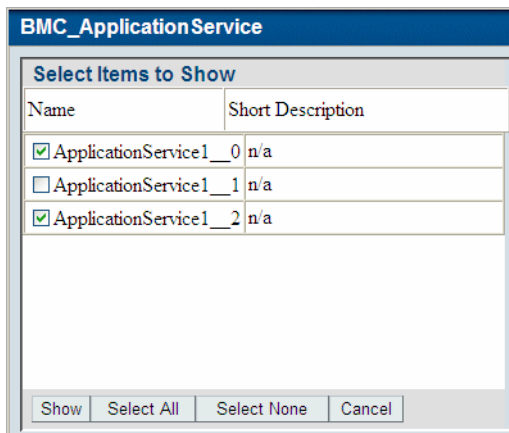 BMC_ApplicationService
Select Items to Show
Name Short Description
ApplicationService1__0 n/a
ApplicationService1__1 n/a
ApplicationService1__2 n/a
Show Select All Select None Cancel